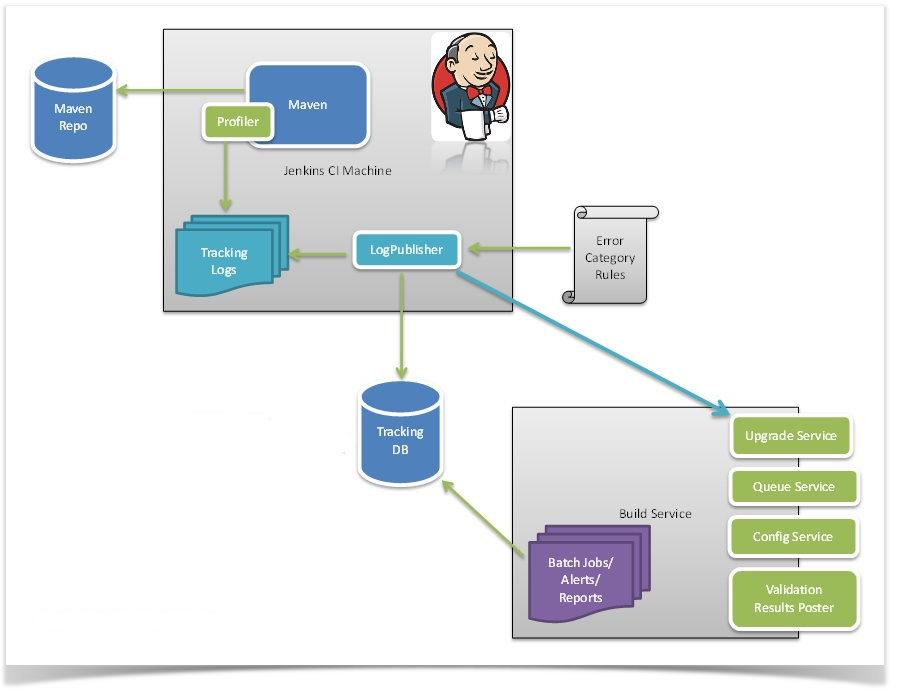 Maven
Repo
Maven
Profiler
Jenkins CI Machine
Tracking
Logs
LogPublisher
Error
Category
Rules
Tracking
DB
Upgrade Service
Queue Service
Build Service
Config Service
Batch Jobs/
Alerts/
Reports
Validation
Results Poster